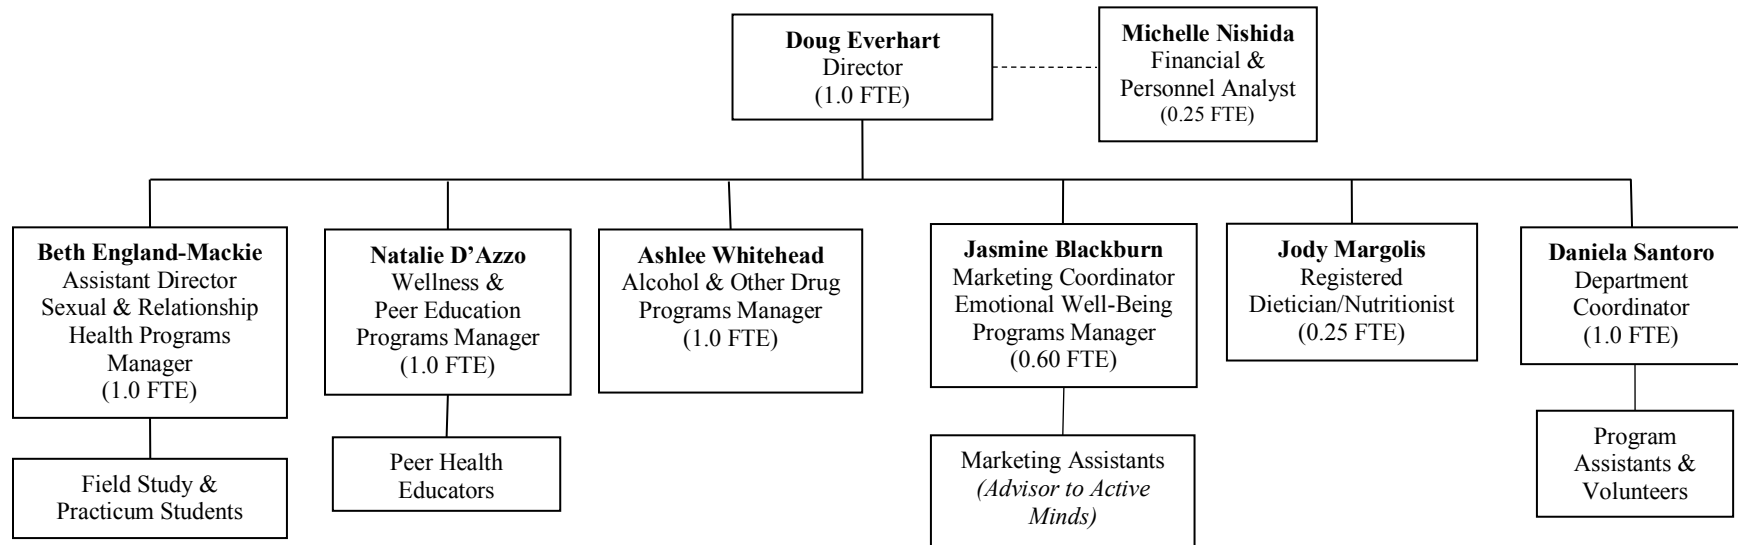 Doug Everhart
Director
(1.0 FTE)
Michelle Nishida
Financial &
Personnel Analyst
(0.25 FTE)
Beth England-Mackie
Assistant Director
Sexual & Relationship
Health Programs
Manager
(1.0 FTE)
Natalie D’Azzo
Wellness &
Peer Education
Programs Manager
(1.0 FTE)
Ashlee Whitehead
Alcohol & Other Drug
Programs Manager
(1.0 FTE)
Jasmine Blackburn
Marketing Coordinator
Emotional Well-Being
Programs Manager
(0.60 FTE)
Jody Margolis
Registered
Dietician/Nutritionist
(0.25 FTE)
Daniela Santoro
Department
Coordinator
(1.0 FTE)
Field Study &
Practicum Students
Peer Health
Educators
Marketing Assistants
(Advisor to Active
Minds)
Program
Assistants &
Volunteers